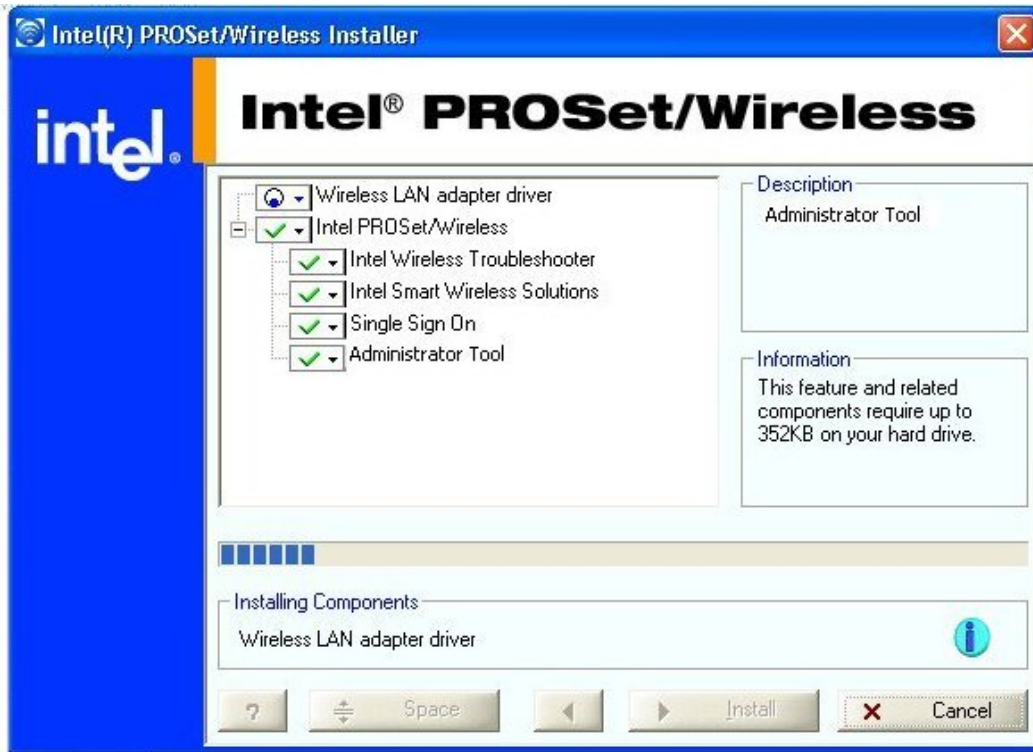 Intel(R) PROSet/Wireless Installer
intel®
Intel® PROSet/Wireless
Wireless LAN adapter driver
Intel PROSet/Wireless
Intel Wireless Troubleshooter
Intel Smart Wireless Solutions
Single Sign On
Administrator Tool
Description
Administrator Tool
Information
This feature and related
components require up to
352KB on your hard drive.
Installing Components
Wireless LAN adapter driver
? Space Install Cancel